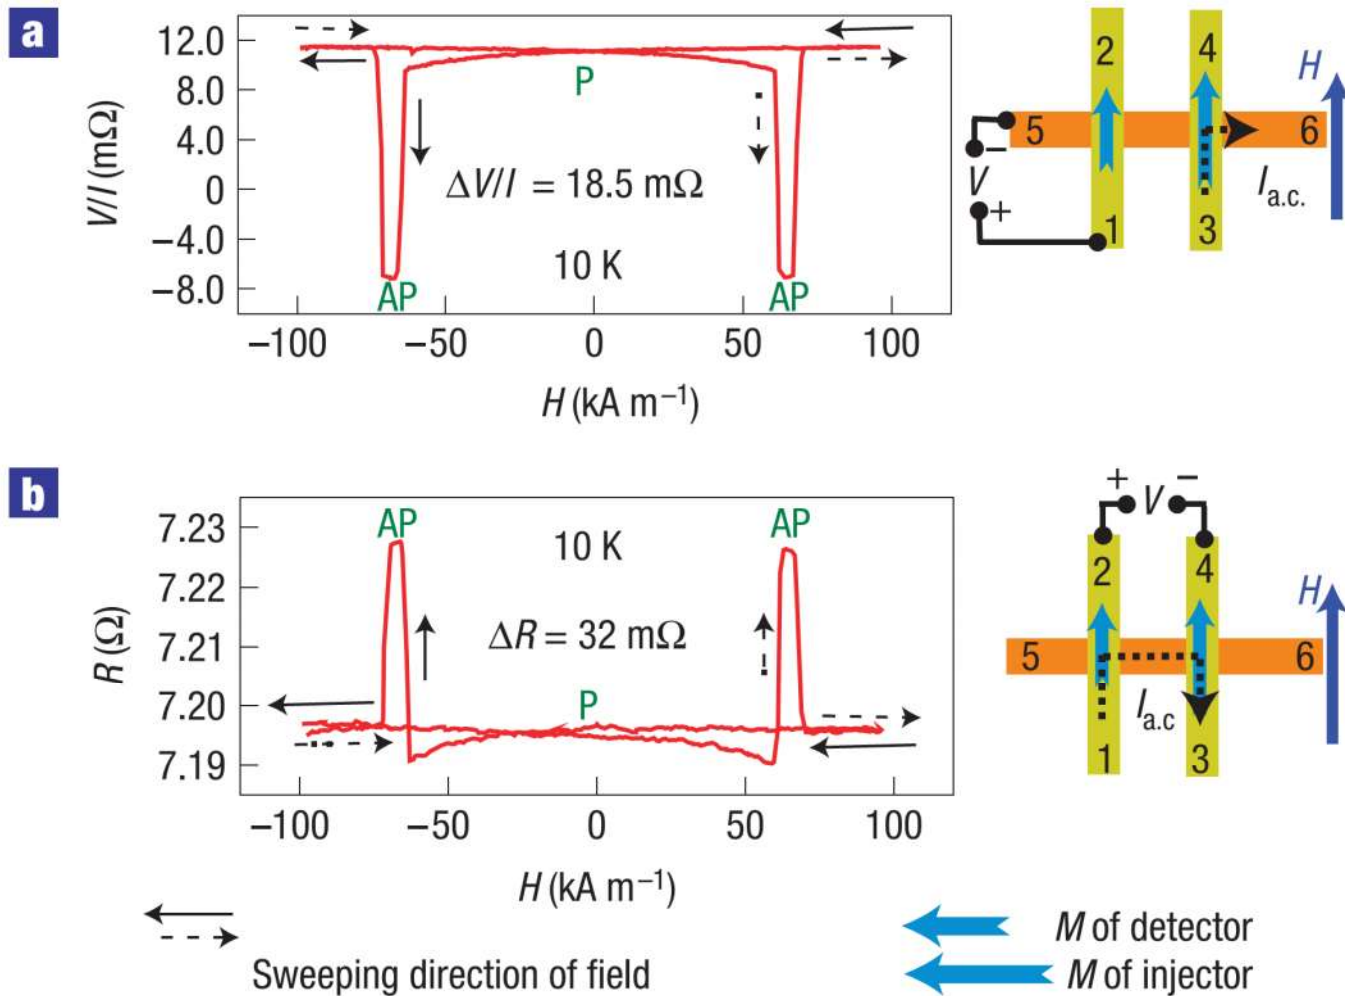 a
12.0
8.0
4.0
0
−4.0
−8.0
V/I (mΩ)
P
ΔV/I = 18.5 mΩ
10 K
AP
AP
−100
−50
0
50
100
H (kA m⁻¹)
2
4
H
5
6
−
V
+
I a.c.
1
3
b
7.23
7.22
7.21
7.20
7.19
R (Ω)
AP
AP
10 K
ΔR = 32 mΩ
P
−100
−50
0
50
100
H (kA m⁻¹)
+ V −
2
4
H
5
6
I a.c
1
3
Sweeping direction of field
M of detector
M of injector